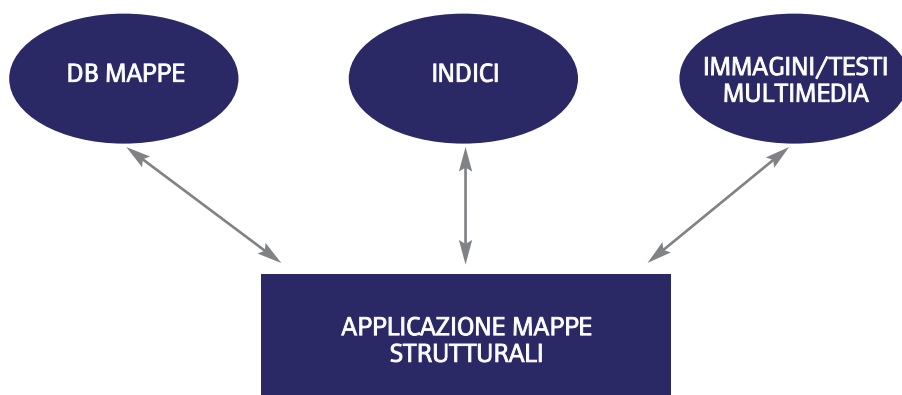 DB MAPPE
INDICI
IMMAGINI/TESTI
MULTIMEDIA
APPLICAZIONE MAPPE
STRUTTURALI